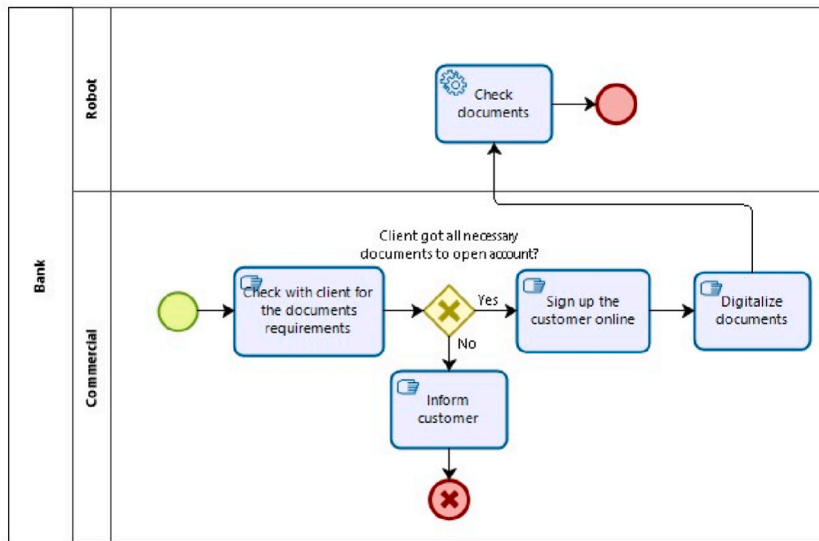 Bank
Robot
Check
documents
Commercial
Client got all necessary
documents to open account?
Check with client for
the documents
requirements
Yes
Sign up the
customer online
Digitalize
documents
No
Inform
customer